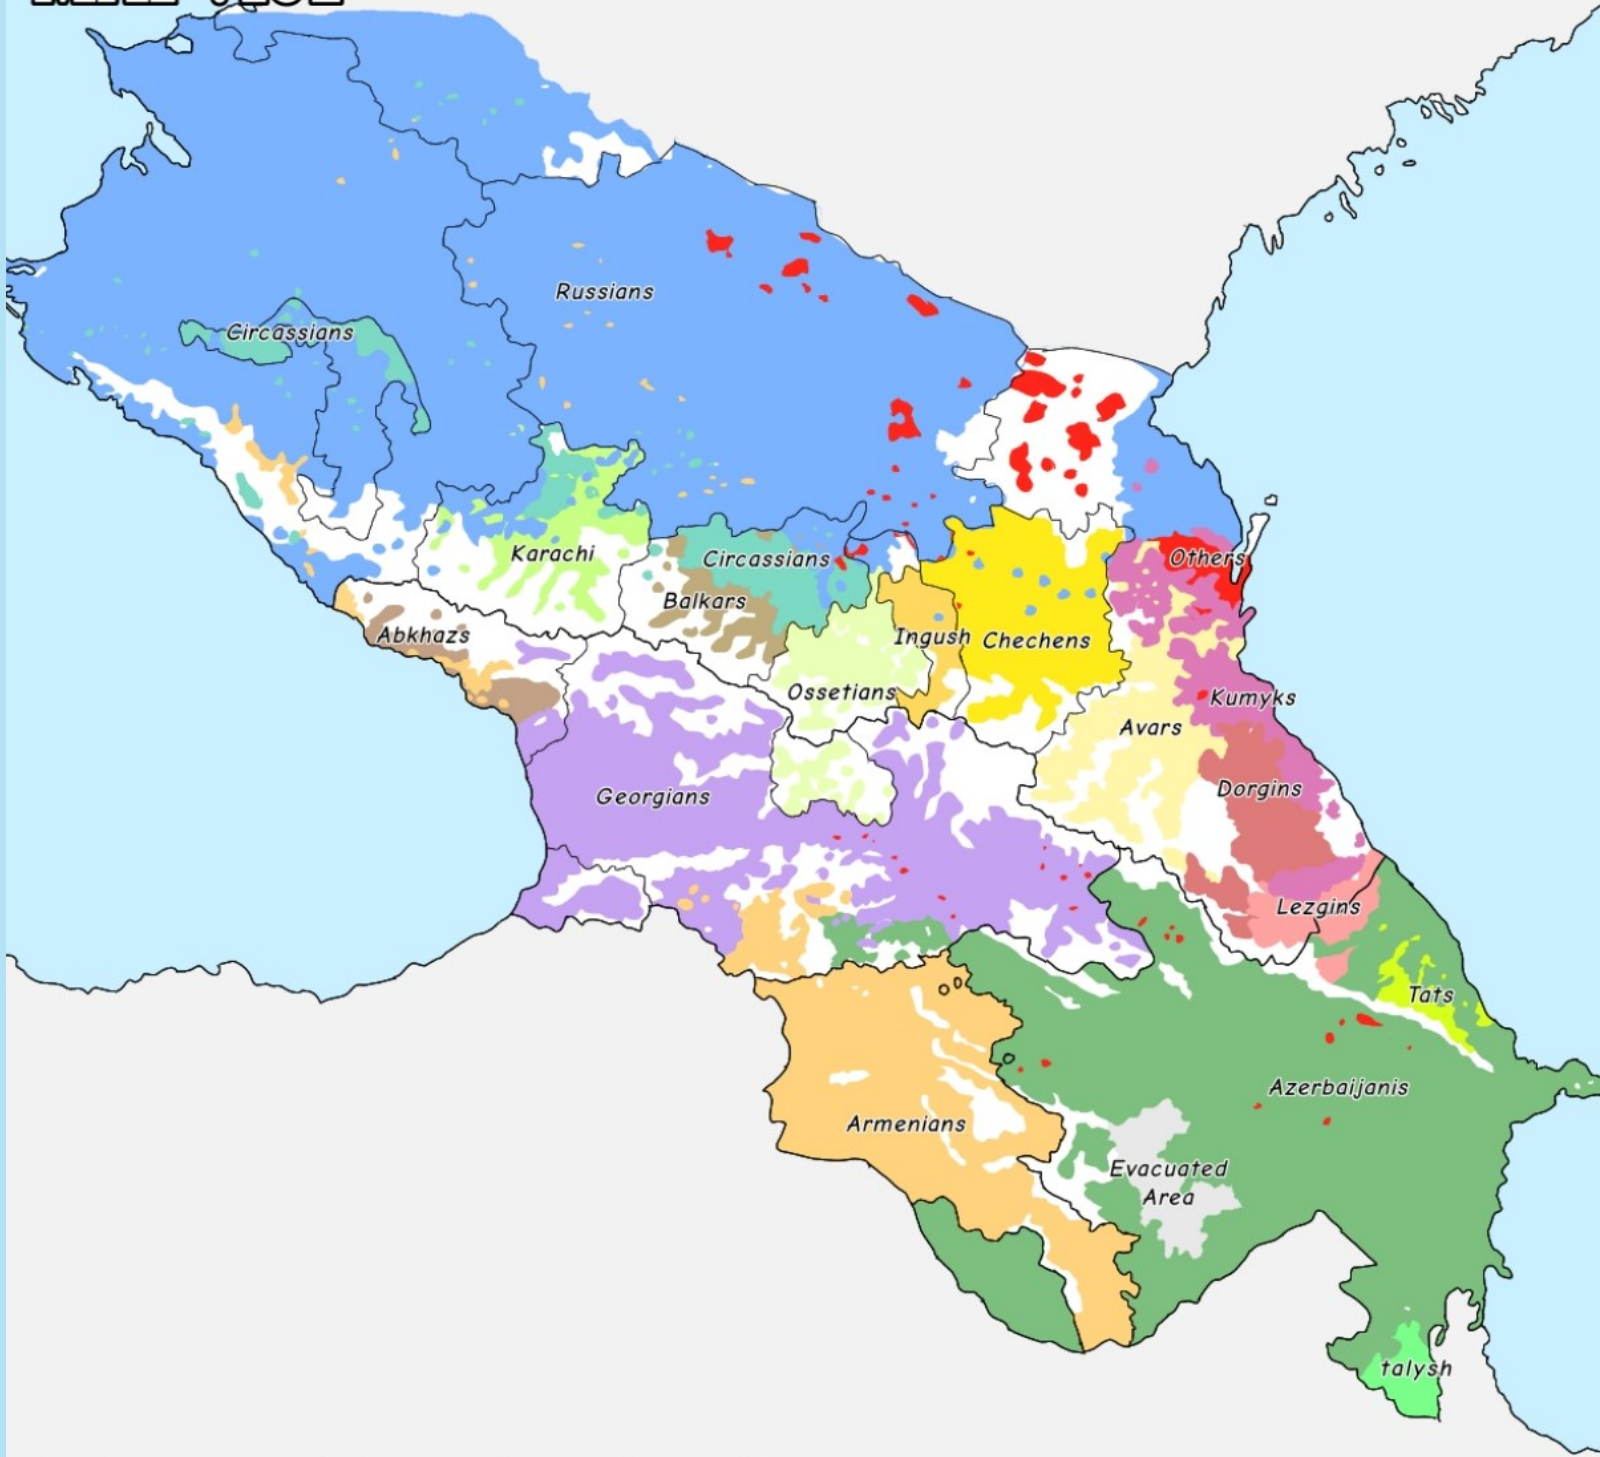 Russians
Circassians
Karachi
Circassians
Others
Balkars
Abkhazs
Ingush
Chechens
Ossetians
Kumyks
Avars
Georgians
Dorgins
Lezgins
Tats
Azerbaijanis
Armenians
Evacuated
Area
talysh